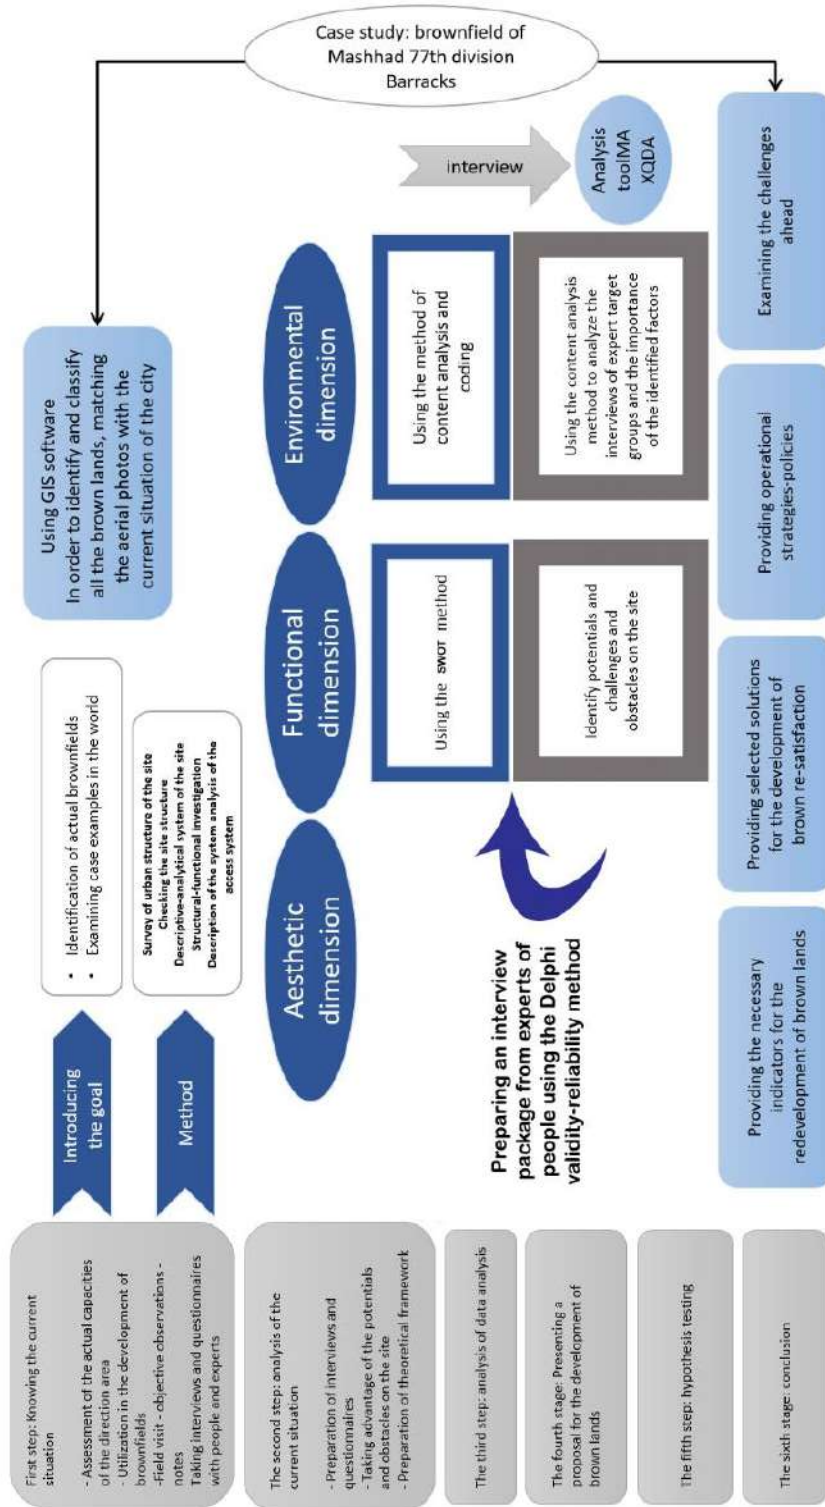 First step: Knowing the current
situation
- Assessment of the actual capacities
of the direction area
- Utilization in the development of
brownfields
-Field visit - objective observations -
notes
Taking interviews and questionnaires
with people and experts
Introducing
the goal
• Identification of actual brownfields
• Examining case examples in the world
Method
Survey of urban structure of the site
Checking the site structure
Descriptive-analytical system of the site
Structural-functional investigation
Description of the system analysis of the
access system
Using GIS software
In order to identify and classify
all the brown lands, matching
the aerial photos with the
current situation of the city
Case study: brownfield of
Mashhad 77th division
Barracks
The second step: analysis of the
current situation
- Preparation of interviews and
questionnaires
- Taking advantage of the potentials
and obstacles on the site
- Preparation of theoretical framework
Aesthetic
dimension
Functional
dimension
Environmental
dimension
The third step: analysis of data analysis
Using the SWOT method
Using the method of
content analysis and
coding
interview
Preparing an interview
package from experts of
people using the Delphi
validity-reliability method
The fourth stage: Presenting a
proposal for the development of
brown lands
Identify potentials and
challenges and
obstacles on the site
Using the content analysis
method to analyze the
interviews of expert target
groups and the importance
of the identified factors
Analysis
toolMA
XQDA
The fifth step: hypothesis testing
The sixth stage: conclusion
Providing the necessary
indicators for the
redevelopment of brown lands
Providing selected solutions
for the development of
brown re-satisfaction
Providing operational
strategies-policies
Examining the challenges
ahead